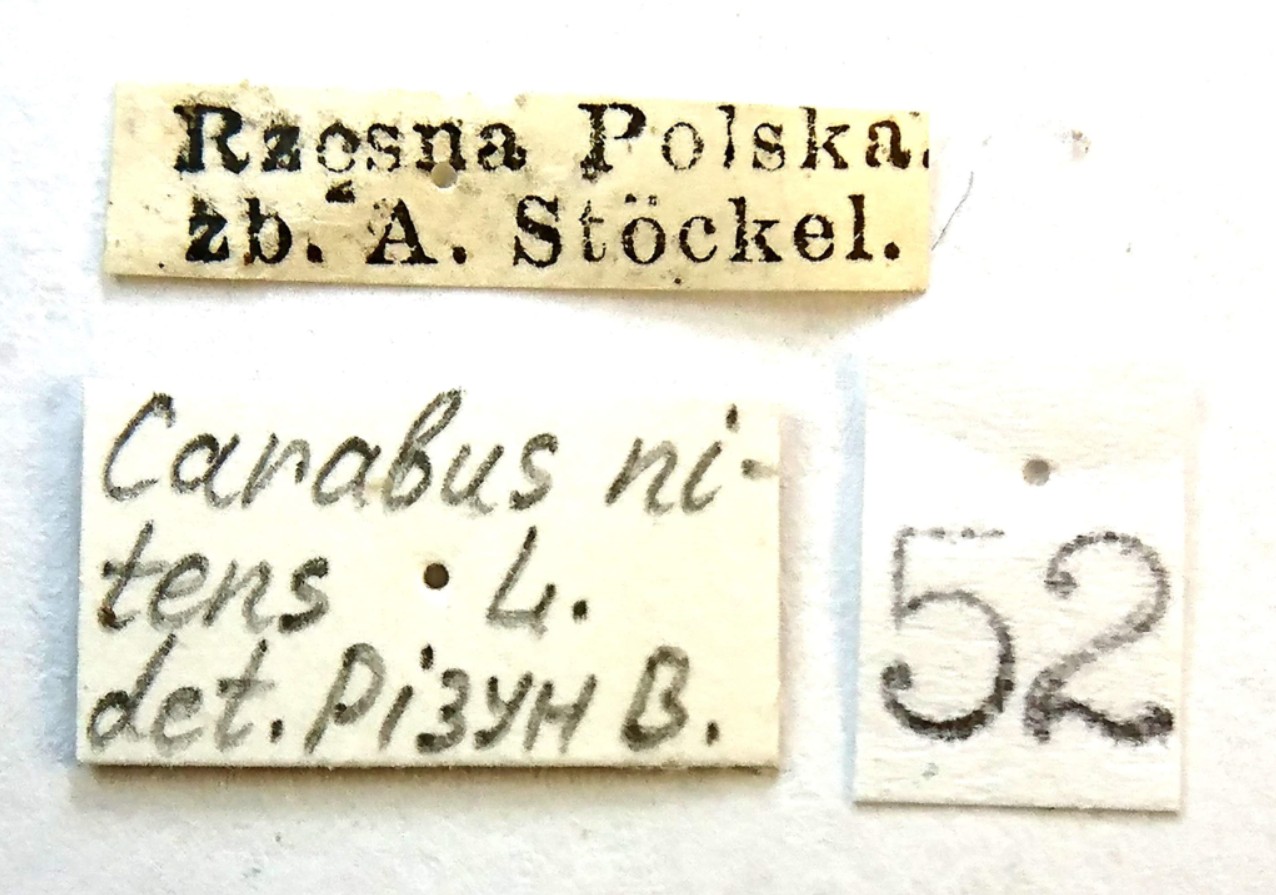 Rzęsna Polska.
zb. A. Stöckel.
Carabus ni-
tens L.
det. Різун В.
52